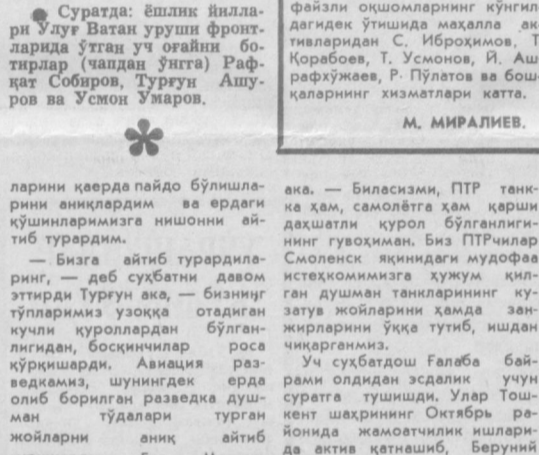 ● Суратда: ёшлик йилла-
ри Улуғ Ватан уруши фронт-
ларида ўтган уч оғайни бо-
тирлар (чапдан ўнгга) Раф-
қат Собиров, Турғун Ашу-
ров ва Усмон Умаров.
ларини қаерда пайдо бўлишла-
рини аниқлардим ва ердаги
қўшинларимизга нишонни ай-
тиб турардим.
— Бизга айтиб турардила-
ринг, — деб суҳбатни давом
эттирди Турғун ака, — бизнинг
тўпларимиз узоққа отадиган
кучли қуроллардан бўлган-
лигидан, босқинчилар роса
қўрқишарди. Авиация раз-
ведкамиз, шунингдек ерда
олиб борилган разведка душ-
ман тўдалари турган
жойларни аниқ айтиб
файзли оқшомларнинг кўнгил-
дагидек ўтишида маҳалла ак-
тивларидан С. Иброҳимов, Т
Қорабоев, Т. Усмонов, Й. Аш
рафхўжаев, Р. Пўлатов ва бош-
қаларнинг хизматлари катта.
М. МИРАЛИЕВ.
ака. — Биласизми, ПТР танк-
ка ҳам, самолётга ҳам қарши
даҳшатли қурол бўлганлиги-
нинг гувоҳиман. Биз ПТРчилар
Смоленск яқинидаги мудофаа
истеҳкомимизга ҳужум қил-
ган душман танкларининг ку-
затув жойларини ҳамда зан-
жирларини ўққа тутиб, ишдан
чиқарганмиз.
Уч суҳбатдош Ғалаба бай-
рами олдидан эсдалик учун
суратга тушишди. Улар Тош-
кент шаҳрининг Октябрь ра-
йонида жамоатчилик ишлари-
да актив қатнашиб, Беруний